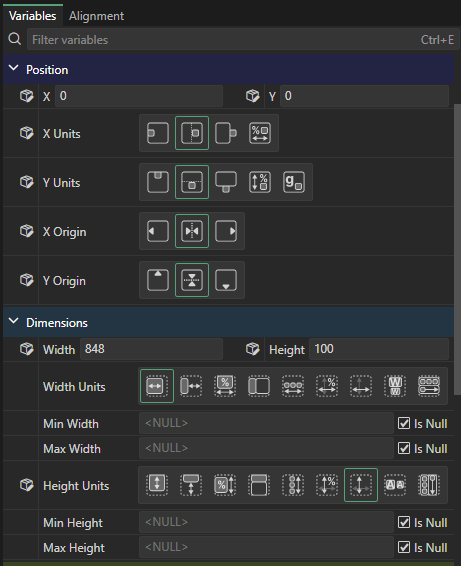 Variables Alignment
Filter variables Ctrl+E
Position
X 0 Y 0
X Units %
Y Units % g
X Origin
Y Origin
Dimensions
Width 848 Height 100
Width Units % % W W
Min Width <NULL> Is Null
Max Width <NULL> Is Null
Height Units % % A A
Min Height <NULL> Is Null
Max Height <NULL> Is Null